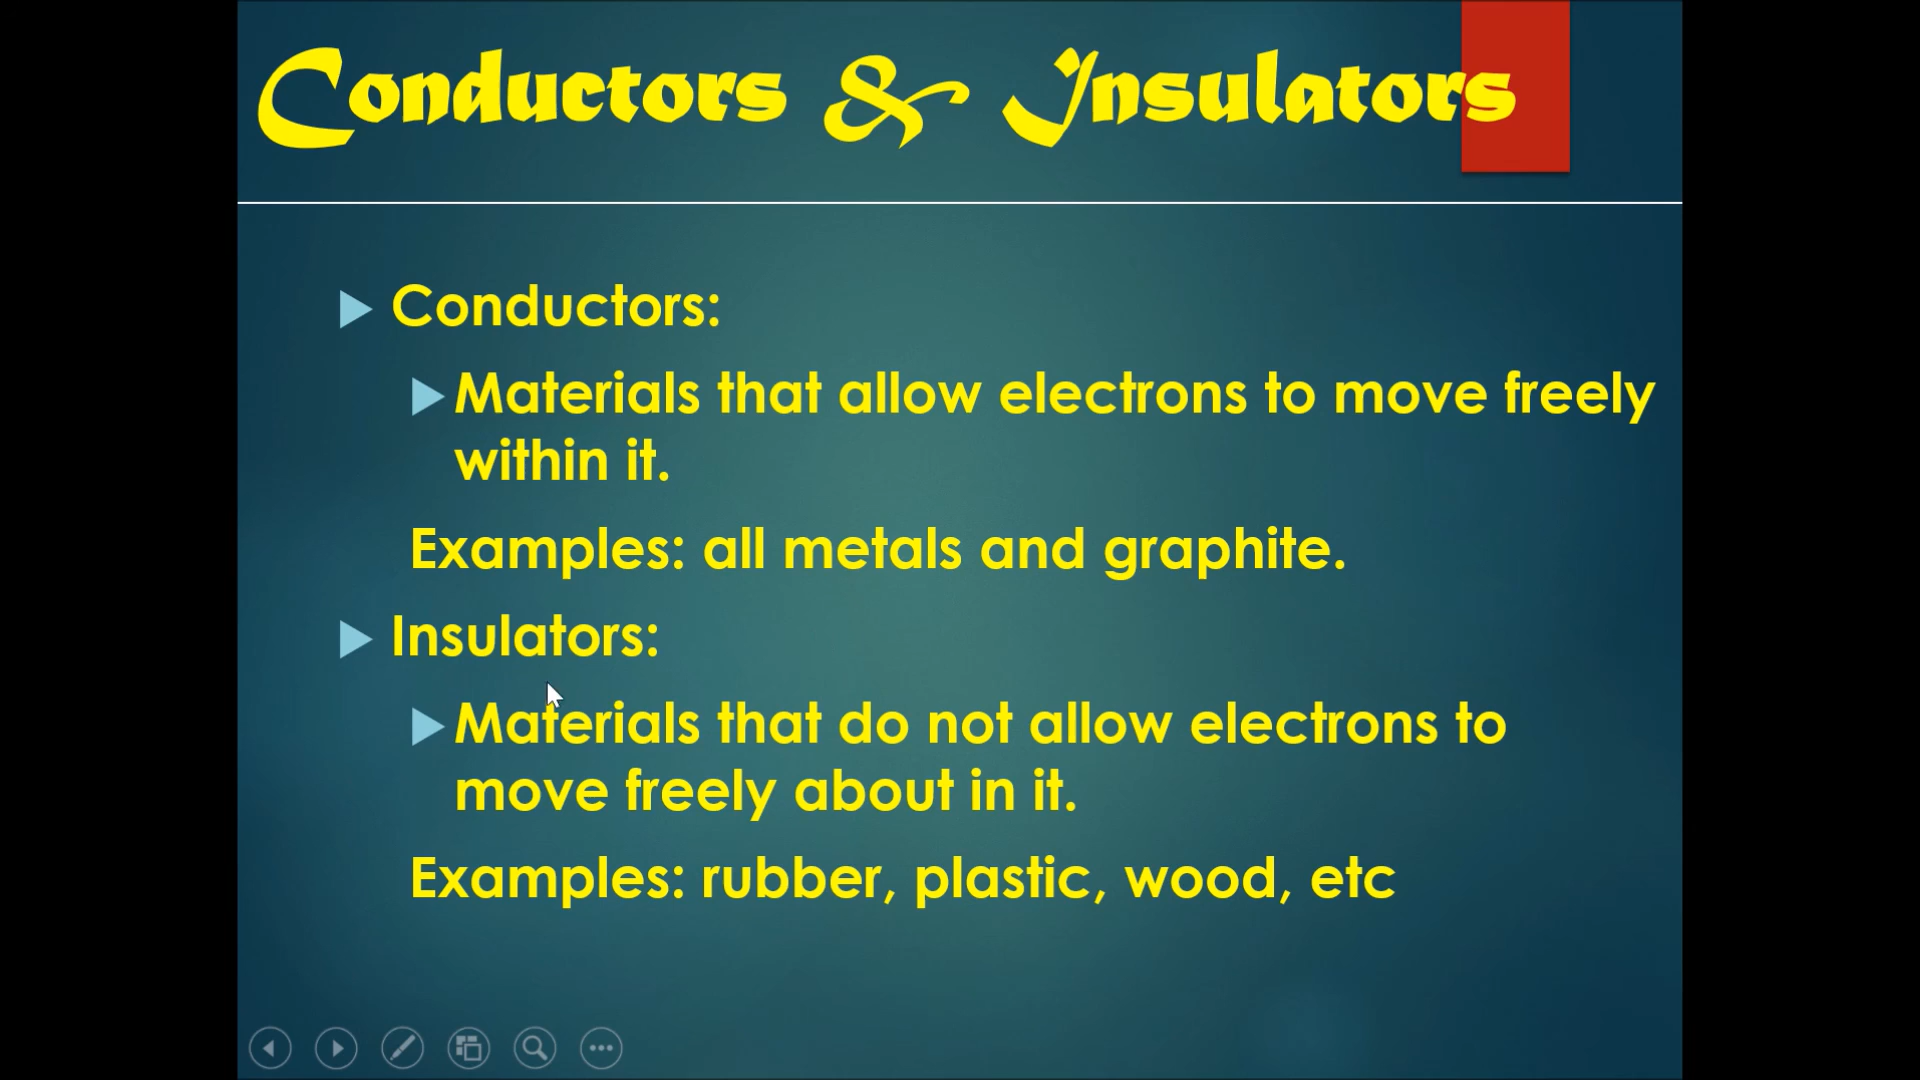 Conductors & Insulators
Conductors:
Materials that allow electrons to move freely
within it.
Examples: all metals and graphite.
Insulators:
Materials that do not allow electrons to
move freely about in it.
Examples: rubber, plastic, wood, etc